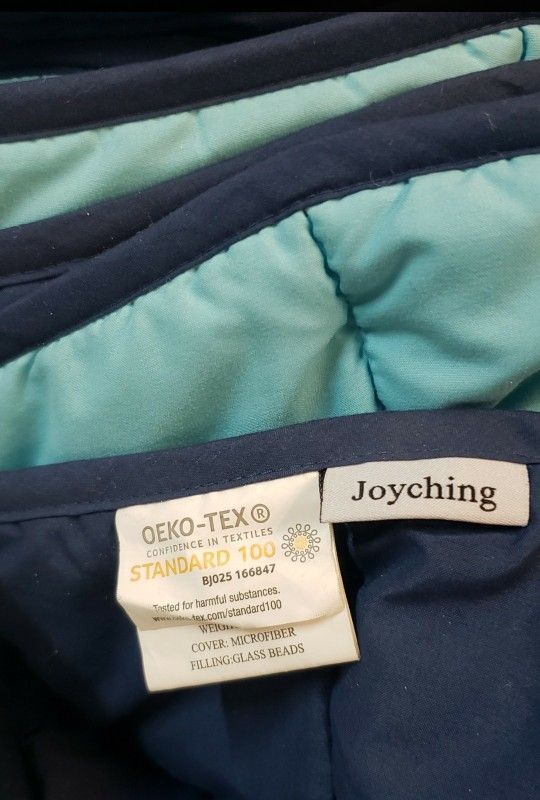 Joyching
OEKO-TEX®
CONFIDENCE IN TEXTILES
STANDARD 100
BJ025 166847
Tested for harmful substances.
COVER: MICROFIBER
FILLING:GLASS BEADS